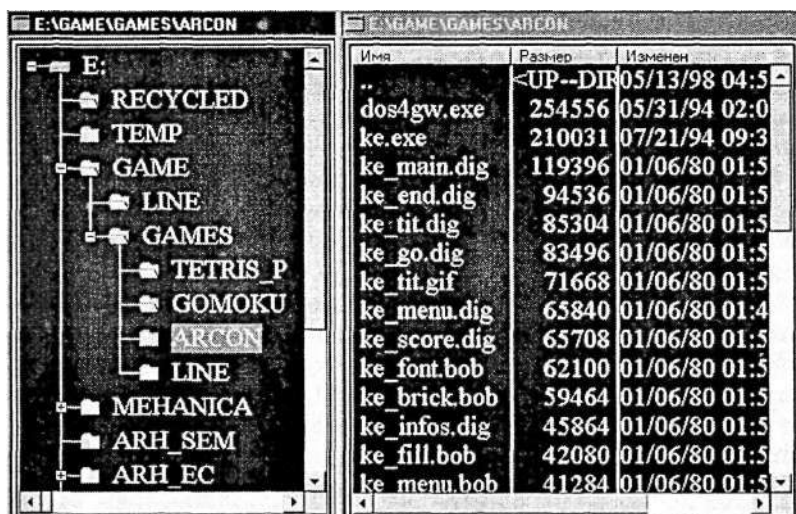 E:\GAME\GAMES\ARCON
E:
RECYCLED
TEMP
GAME
LINE
GAMES
TETRIS_P
GOMOKU
ARCON
LINE
MEHANICA
ARH_SEM
ARH_EC
E:\GAME\GAMES\ARCON
Имя Размер Изменен
.. <UP--DIR 05/13/98 04:5
dos4gw.exe 254556 05/31/94 02:0
ke.exe 210031 07/21/94 09:3
ke_main.dig 119396 01/06/80 01:5
ke_end.dig 94536 01/06/80 01:5
ke_tit.dig 85304 01/06/80 01:5
ke_go.dig 83496 01/06/80 01:5
ke_tit.gif 71668 01/06/80 01:5
ke_menu.dig 65840 01/06/80 01:4
ke_score.dig 65708 01/06/80 01:5
ke_font.bob 62100 01/06/80 01:5
ke_brick.bob 59464 01/06/80 01:5
ke_infos.dig 45864 01/06/80 01:5
ke_fill.bob 42080 01/06/80 01:5
ke_menu.bob 41284 01/06/80 01:5